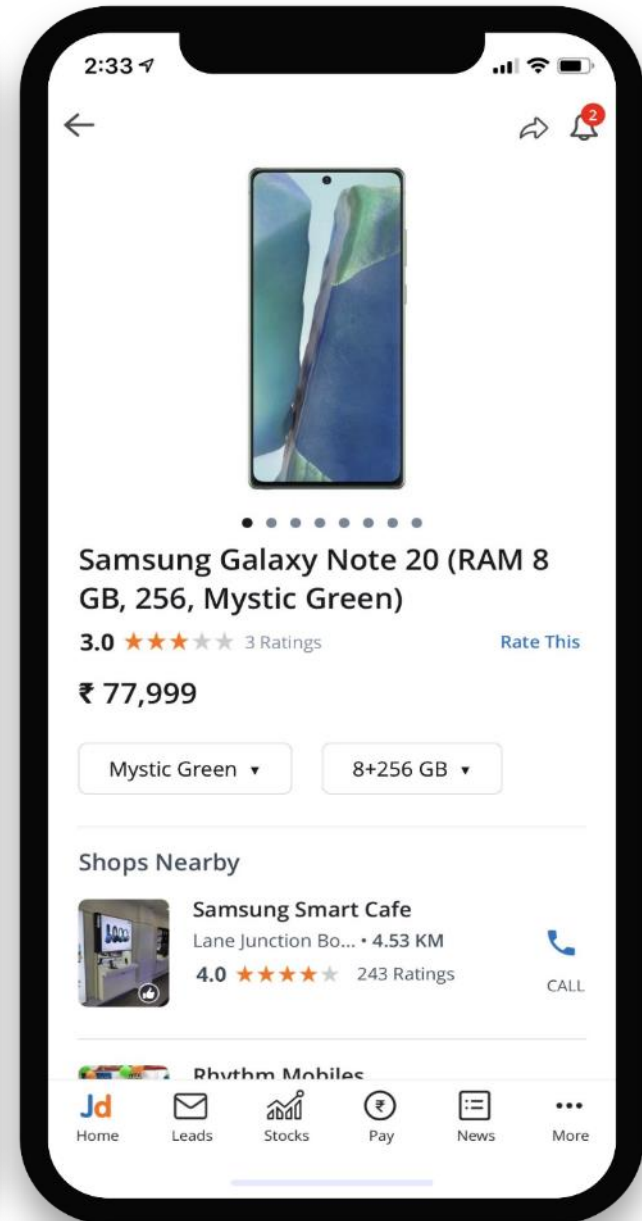 2:33
2
Samsung Galaxy Note 20 (RAM 8
GB, 256, Mystic Green)
3.0 ★★★★★ 3 Ratings
Rate This
₹ 77,999
Mystic Green ▼
8+256 GB ▼
Shops Nearby
Samsung Smart Cafe
Lane Junction Bo... • 4.53 KM
4.0 ★★★★★ 243 Ratings
CALL
Rhythm Mobiles
Jd
Home
Leads
Stocks
₹
Pay
News
More